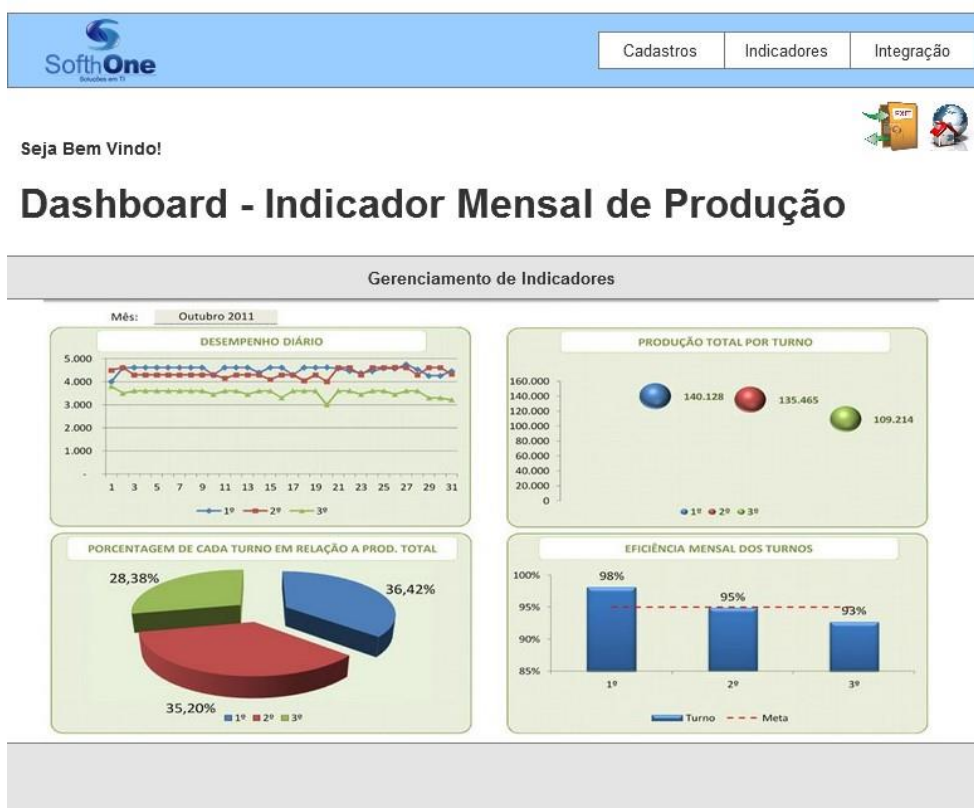 SofthOne
Soluções em TI
Cadastros Indicadores Integração
EXIT
Seja Bem Vindo!
Dashboard - Indicador Mensal de Produção
Gerenciamento de Indicadores
Mês: Outubro 2011
DESEMPENHO DIÁRIO
5.000
4.000
3.000
2.000
1.000
-
1 3 5 7 9 11 13 15 17 19 21 23 25 27 29 31
1º 2º 3º
PRODUÇÃO TOTAL POR TURNO
160.000
140.000
120.000
100.000
80.000
60.000
40.000
20.000
0
140.128 135.465 109.214
1º 2º 3º
PORCENTAGEM DE CADA TURNO EM RELAÇÃO A PROD. TOTAL
28,38%
36,42%
35,20%
1º 2º 3º
EFICIÊNCIA MENSAL DOS TURNOS
100%
95%
90%
85%
98%
95%
93%
1º 2º 3º
Turno Meta